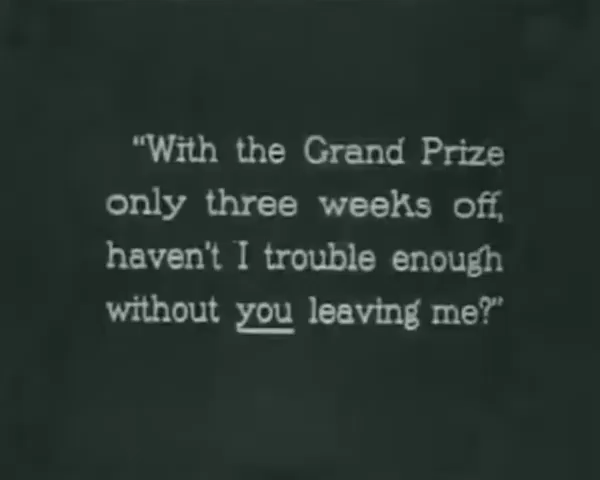 "With the Grand Prize
only three weeks off,
haven't I trouble enough
without you leaving me?"